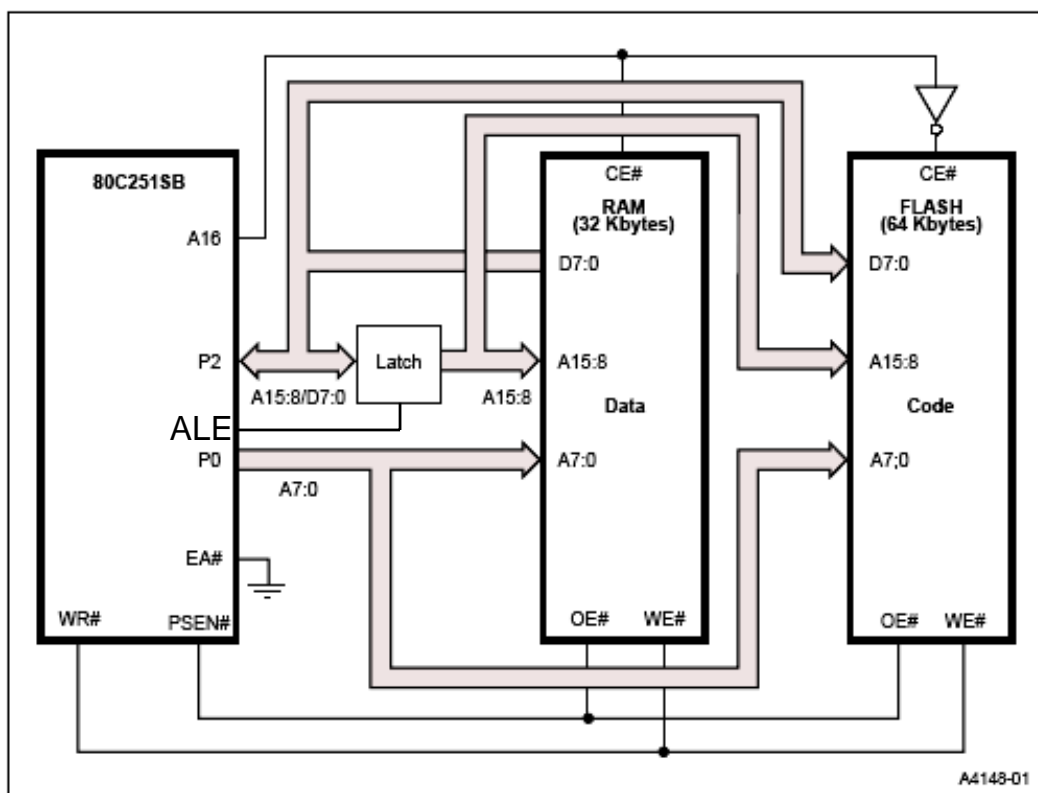 80C251SB
A16
P2
A15:8/D7:0
ALE
P0
A7:0
EA#
WR#
PSEN#
Latch
A15:8
CE#
RAM
(32 Kbytes)
D7:0
A15:8
Data
A7:0
OE#
WE#
CE#
FLASH
(64 Kbytes)
D7:0
A15:8
Code
A7;0
OE#
WE#
A4148-01